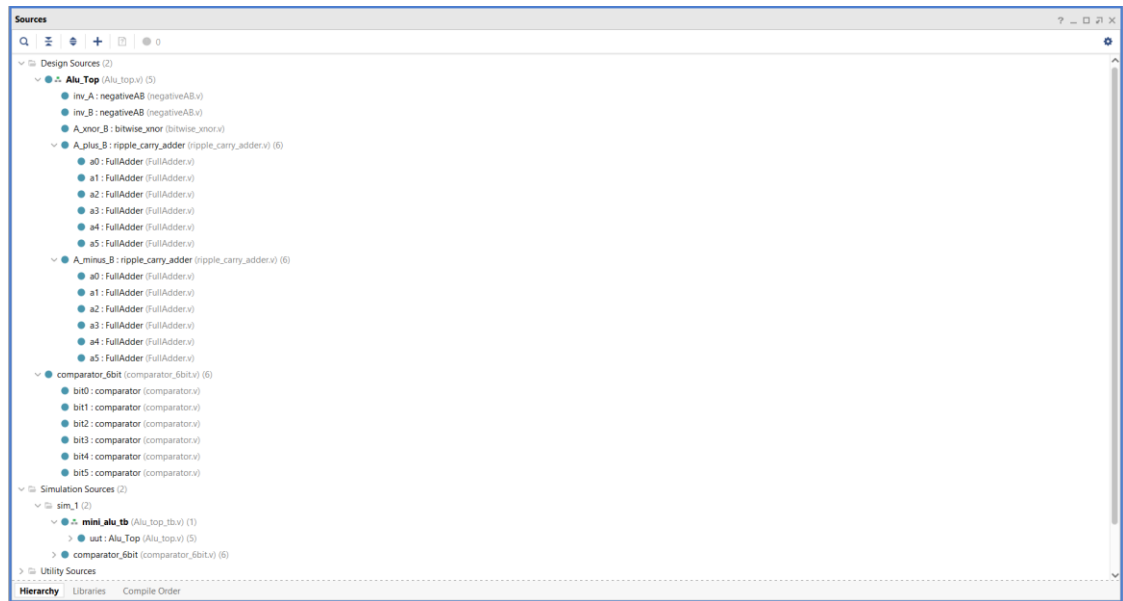 Sources
? _
0
Design Sources (2)
Alu_Top (Alu_top.v) (5)
inv_A : negativeAB (negativeAB.v)
inv_B : negativeAB (negativeAB.v)
A_xnor_B : bitwise_xnor (bitwise_xnor.v)
A_plus_B : ripple_carry_adder (ripple_carry_adder.v) (6)
a0 : FullAdder (FullAdder.v)
a1 : FullAdder (FullAdder.v)
a2 : FullAdder (FullAdder.v)
a3 : FullAdder (FullAdder.v)
a4 : FullAdder (FullAdder.v)
a5 : FullAdder (FullAdder.v)
A_minus_B : ripple_carry_adder (ripple_carry_adder.v) (6)
a0 : FullAdder (FullAdder.v)
a1 : FullAdder (FullAdder.v)
a2 : FullAdder (FullAdder.v)
a3 : FullAdder (FullAdder.v)
a4 : FullAdder (FullAdder.v)
a5 : FullAdder (FullAdder.v)
comparator_6bit (comparator_6bit.v) (6)
bit0 : comparator (comparator.v)
bit1 : comparator (comparator.v)
bit2 : comparator (comparator.v)
bit3 : comparator (comparator.v)
bit4 : comparator (comparator.v)
bit5 : comparator (comparator.v)
Simulation Sources (2)
sim_1 (2)
mini_alu_tb (Alu_top_tb.v) (1)
uut : Alu_Top (Alu_top.v) (5)
comparator_6bit (comparator_6bit.v) (6)
Utility Sources
Hierarchy Libraries Compile Order